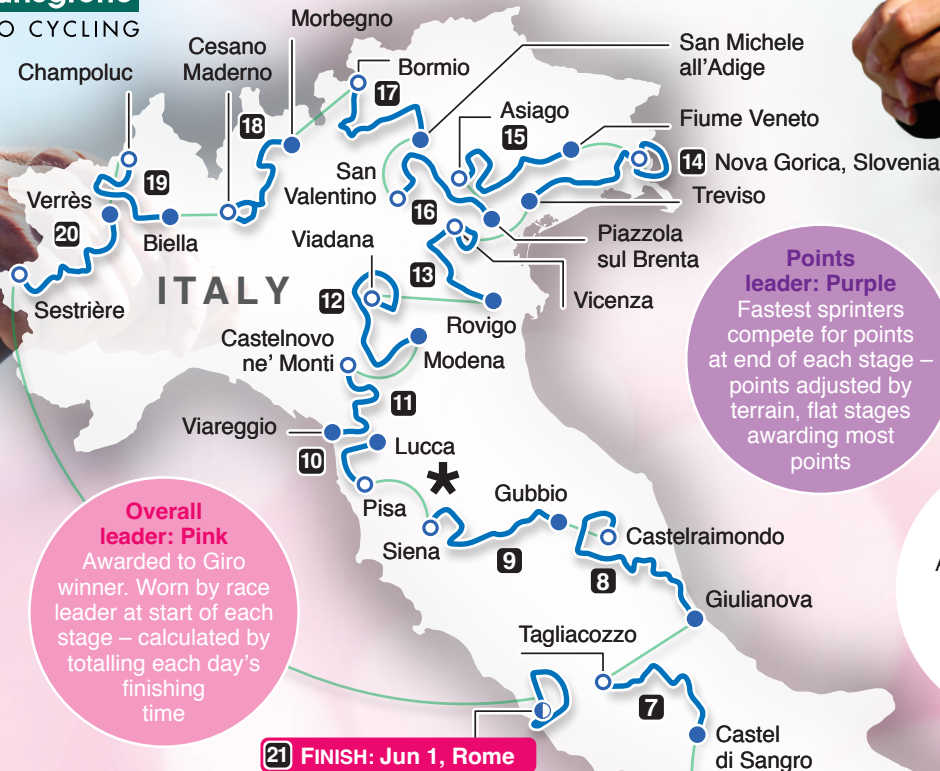 O CYCLING
Morbegno
Cesano
Maderno
Champoluc
Bormio
San Michele
all'Adige
17
18
Asiago
15
Fiume Veneto
14 Nova Gorica, Slovenia
San
Valentino
Treviso
19
Verrès
20
Biella
16
Piazzola
sul Brenta
Viadana
13
Vicenza
ITALY
Sestrière
12
Rovigo
Castelnovo
ne' Monti
Modena
11
Viareggio
10
Lucca
*
Pisa
Siena
Gubbio
9
Castelraimondo
8
Giulianova
Tagliacozzo
7
Castel
di Sangro
21 FINISH: Jun 1, Rome
Points
leader: Purple
Fastest sprinters
compete for points
at end of each stage –
points adjusted by
terrain, flat stages
awarding most
points
Overall
leader: Pink
Awarded to Giro
winner. Worn by race
leader at start of each
stage – calculated by
totalling each day's
finishing
time